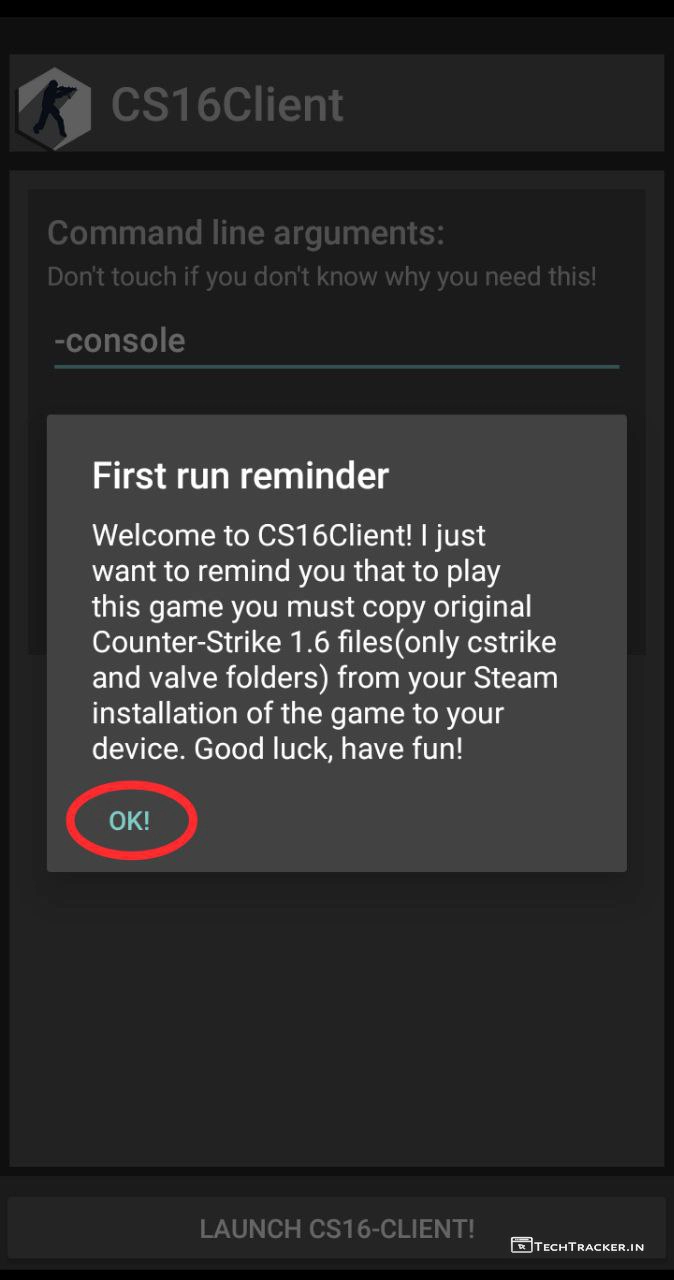 CS16Client
Command line arguments:
Don't touch if you don't know why you need this!
-console
First run reminder
Welcome to CS16Client! I just
want to remind you that to play
this game you must copy original
Counter-Strike 1.6 files(only cstrike
and valve folders) from your Steam
installation of the game to your
device. Good luck, have fun!
OK!
LAUNCH CS16-CLIENT!
TECHTRACKER.IN